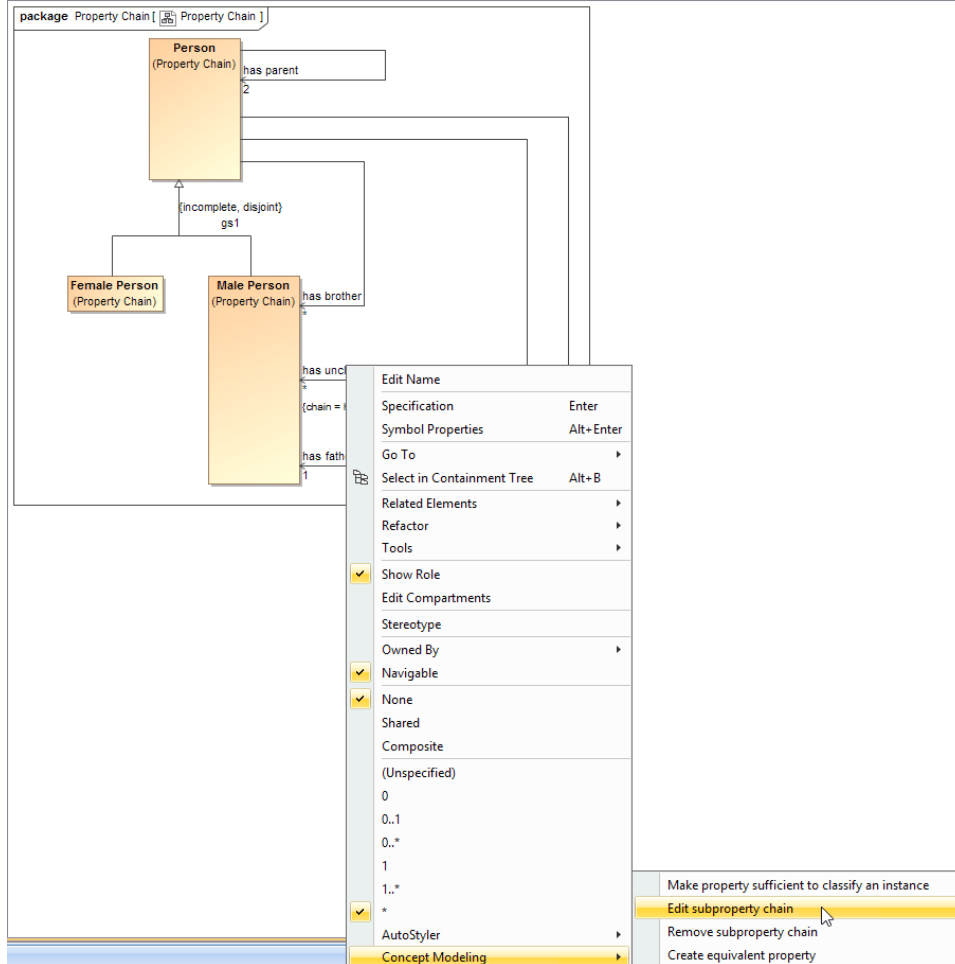 package Property Chain [ Property Chain ]
Person
(Property Chain)
has parent
2
{incomplete, disjoint}
gs1
Female Person
(Property Chain)
Male Person
(Property Chain)
has brother
*
has
*
{chain =
has
1
Edit Name
Specification Enter
Symbol Properties Alt+Enter
Go To
Select in Containment Tree Alt+B
Related Elements
Refactor
Tools
Show Role
Edit Compartments
Stereotype
Owned By
Navigable
None
Shared
Composite
(Unspecified)
0
0..1
0..*
1
1..*
*
AutoStyler
Concept Modeling
Make property sufficient to classify an instance
Edit subproperty chain
Remove subproperty chain
Create equivalent property